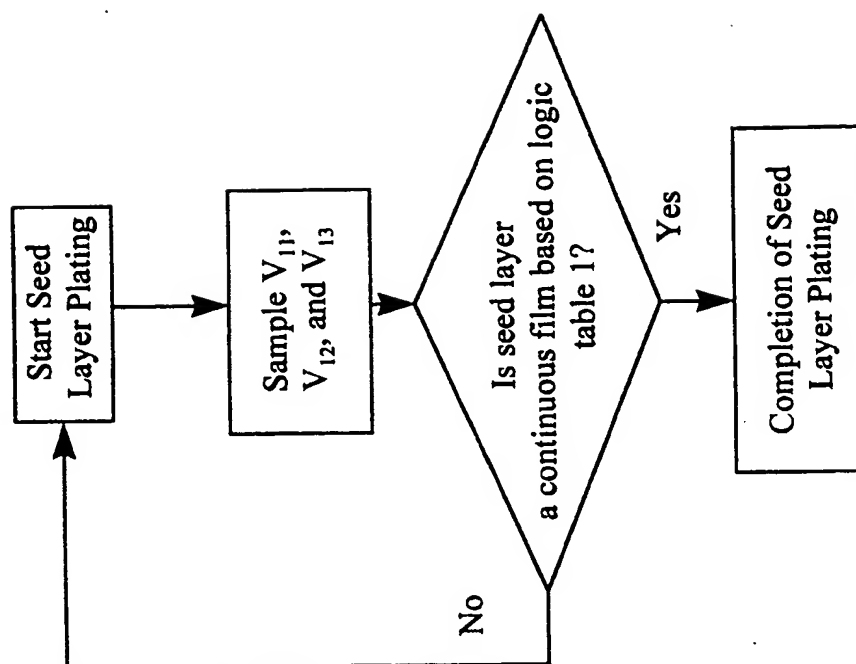 Start Seed
Layer Plating
Sample V₁₁,
V₁₂, and V₁₃
Is seed layer
a continuous film based on logic
table 1?
No
Yes
Completion of Seed
Layer Plating